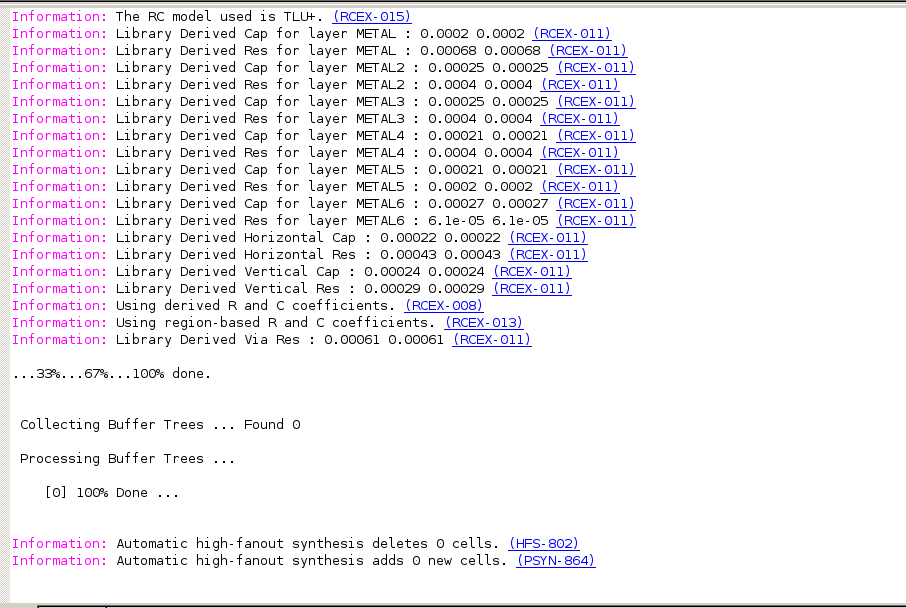 Information: The RC model used is TLU+. (RCEX-015)
Information: Library Derived Cap for layer METAL : 0.0002 0.0002 (RCEX-011)
Information: Library Derived Res for layer METAL : 0.00068 0.00068 (RCEX-011)
Information: Library Derived Cap for layer METAL2 : 0.00025 0.00025 (RCEX-011)
Information: Library Derived Res for layer METAL2 : 0.0004 0.0004 (RCEX-011)
Information: Library Derived Cap for layer METAL3 : 0.00025 0.00025 (RCEX-011)
Information: Library Derived Res for layer METAL3 : 0.0004 0.0004 (RCEX-011)
Information: Library Derived Cap for layer METAL4 : 0.00021 0.00021 (RCEX-011)
Information: Library Derived Res for layer METAL4 : 0.0004 0.0004 (RCEX-011)
Information: Library Derived Cap for layer METAL5 : 0.00021 0.00021 (RCEX-011)
Information: Library Derived Res for layer METAL5 : 0.0002 0.0002 (RCEX-011)
Information: Library Derived Cap for layer METAL6 : 0.00027 0.00027 (RCEX-011)
Information: Library Derived Res for layer METAL6 : 6.1e-05 6.1e-05 (RCEX-011)
Information: Library Derived Horizontal Cap : 0.00022 0.00022 (RCEX-011)
Information: Library Derived Horizontal Res : 0.00043 0.00043 (RCEX-011)
Information: Library Derived Vertical Cap : 0.00024 0.00024 (RCEX-011)
Information: Library Derived Vertical Res : 0.00029 0.00029 (RCEX-011)
Information: Using derived R and C coefficients. (RCEX-008)
Information: Using region-based R and C coefficients. (RCEX-013)
Information: Library Derived Via Res : 0.00061 0.00061 (RCEX-011)
...33%...67%...100% done.
Collecting Buffer Trees ... Found 0
Processing Buffer Trees ...
[0] 100% Done ...
Information: Automatic high-fanout synthesis deletes 0 cells. (HFS-802)
Information: Automatic high-fanout synthesis adds 0 new cells. (PSYN-864)